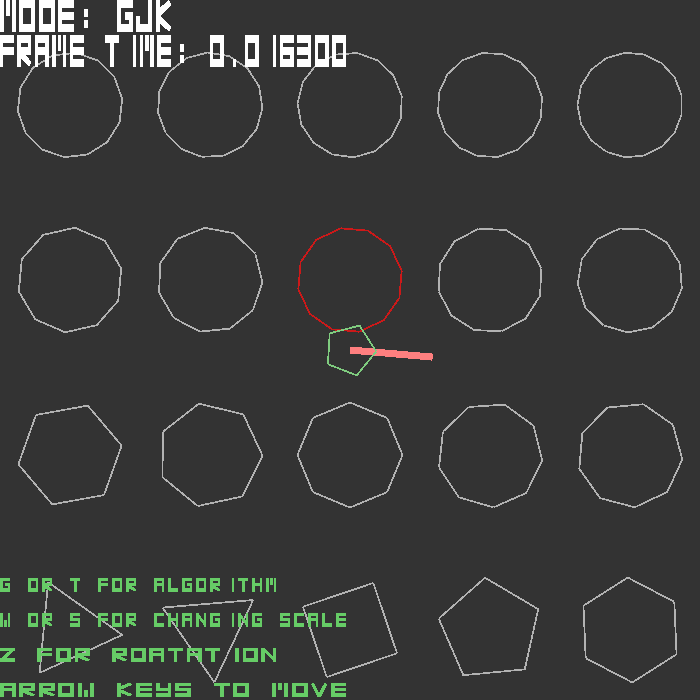 MODE: GJK
FRAME TIME: 0.016300
G OR T FOR ALGORITHM
W OR S FOR CHANGING SCALE
Z FOR ROATATION
ARROW KEYS TO MOVE